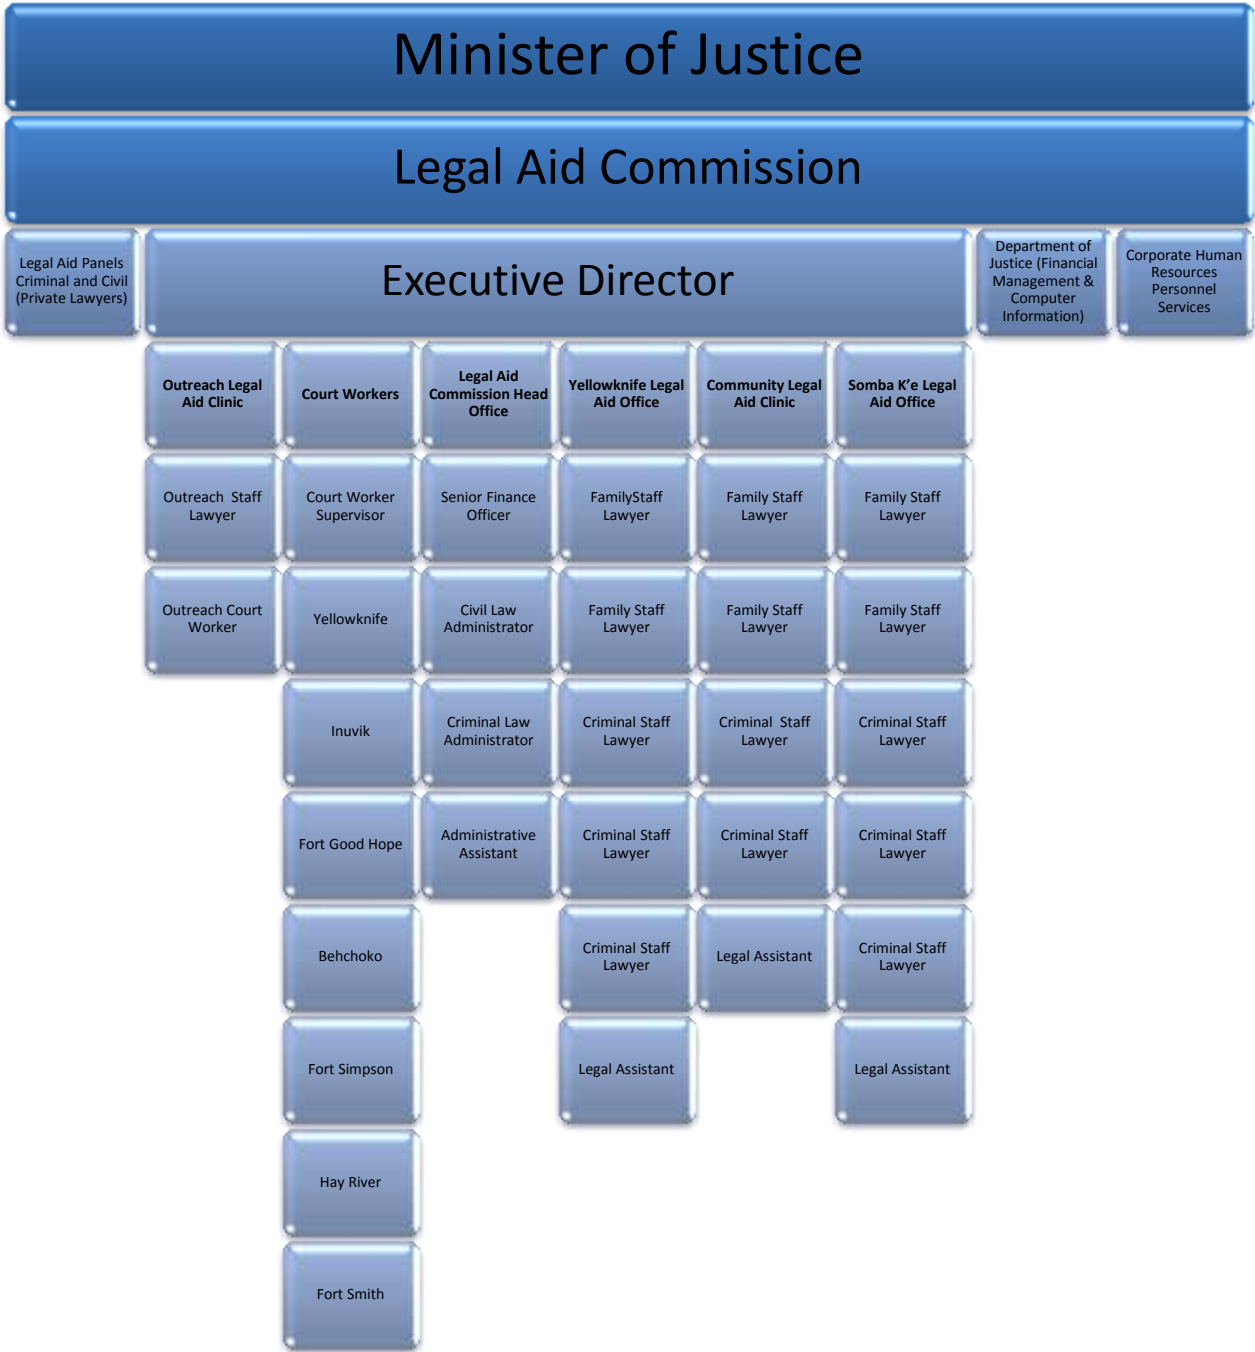 Minister of Justice
Legal Aid Commission
Legal Aid Panels
Criminal and Civil
(Private Lawyers)
Executive Director
Department of
Justice (Financial
Management &
Computer
Information)
Corporate Human
Resources
Personnel
Services
Outreach Legal
Aid Clinic
Court Workers
Legal Aid
Commission Head
Office
Yellowknife Legal
Aid Office
Community Legal
Aid Clinic
Somba K’e Legal
Aid Office
Outreach  Staff
Lawyer
Court Worker
Supervisor
Senior Finance
Officer
FamilyStaff
Lawyer
Family Staff
Lawyer
Family Staff
Lawyer
Outreach Court
Worker
Yellowknife
Civil Law
Administrator
Family Staff
Lawyer
Family Staff
Lawyer
Family Staff
Lawyer
Inuvik
Criminal Law
Administrator
Criminal Staff
Lawyer
Criminal  Staff
Lawyer
Criminal Staff
Lawyer
Fort Good Hope
Administrative
Assistant
Criminal Staff
Lawyer
Criminal Staff
Lawyer
Criminal Staff
Lawyer
Behchoko
Criminal Staff
Lawyer
Legal Assistant
Criminal Staff
Lawyer
Fort Simpson
Legal Assistant
Legal Assistant
Hay River
Fort Smith